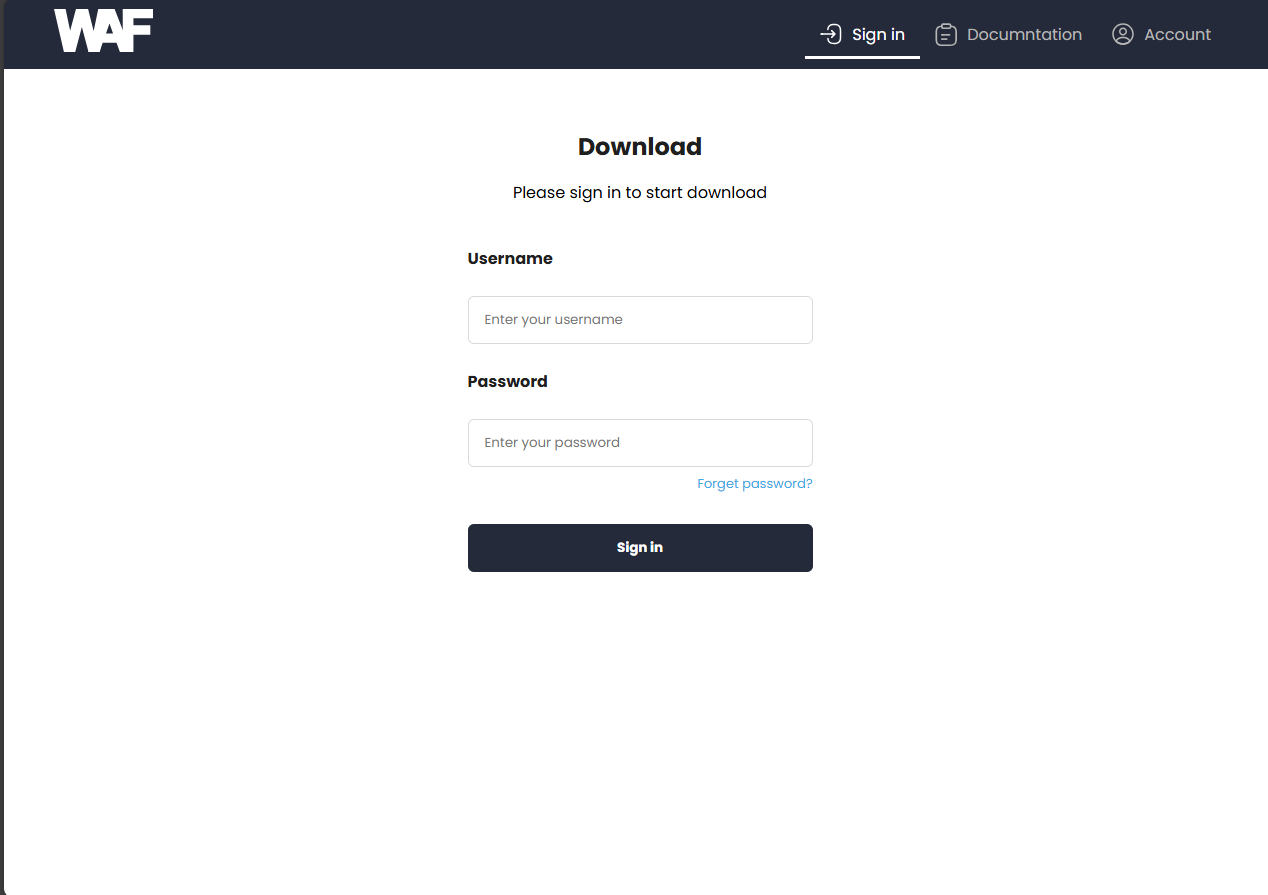 WAF
Sign in
Documntation
Account
Download
Please sign in to start download
Username
Enter your username
Password
Enter your password
Forget password?
Sign in